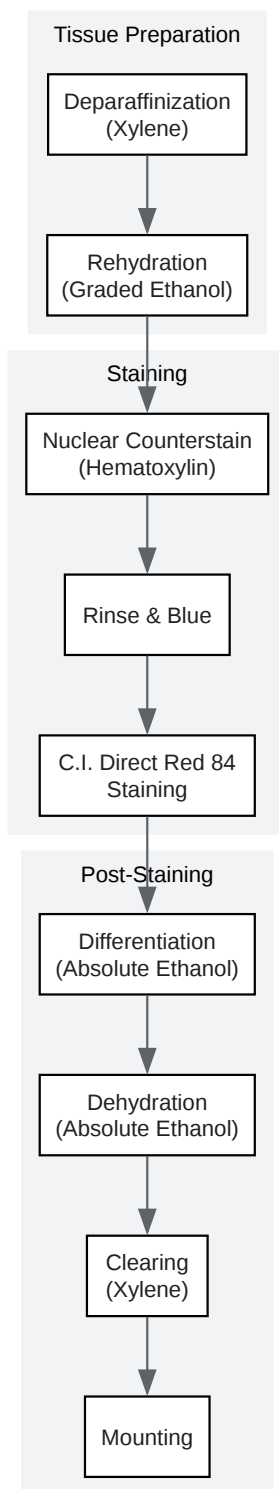 Tissue Preparation
Deparaffinization
(Xylene)
Rehydration
(Graded Ethanol)
Staining
Nuclear Counterstain
(Hematoxylin)
Rinse & Blue
C.I. Direct Red 84
Staining
Post-Staining
Differentiation
(Absolute Ethanol)
Dehydration
(Absolute Ethanol)
Clearing
(Xylene)
Mounting